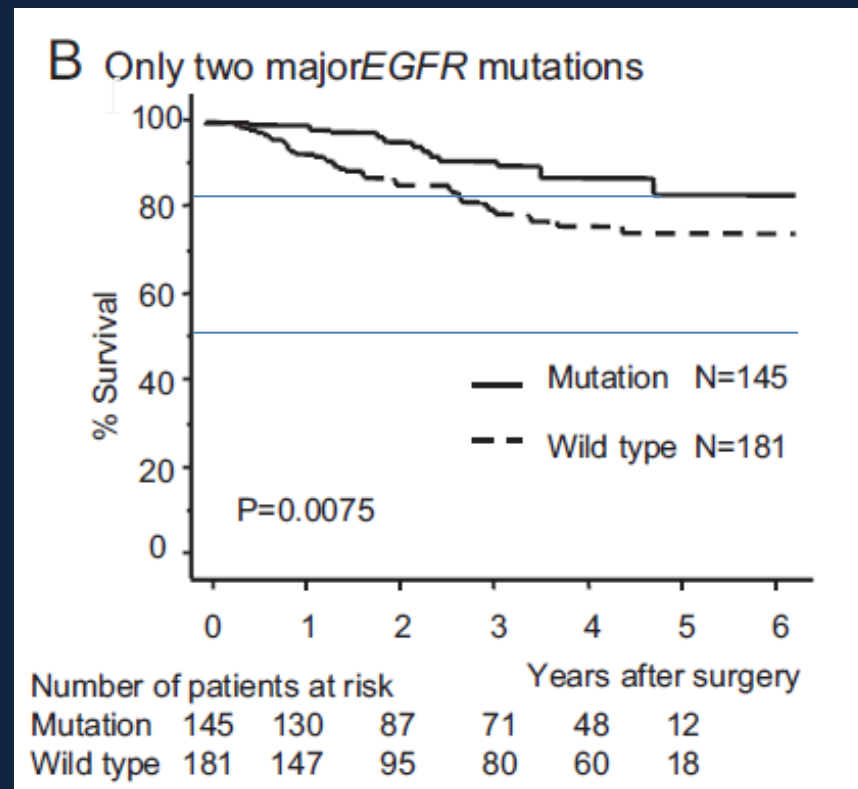 B Only two majorEGFR mutations
100
80
60
40
20
0
% Survival
Mutation N=145
Wild type N=181
P=0.0075
0 1 2 3 4 5 6
Years after surgery
Number of patients at risk
Mutation 145 130 87 71 48 12
Wild type 181 147 95 80 60 18